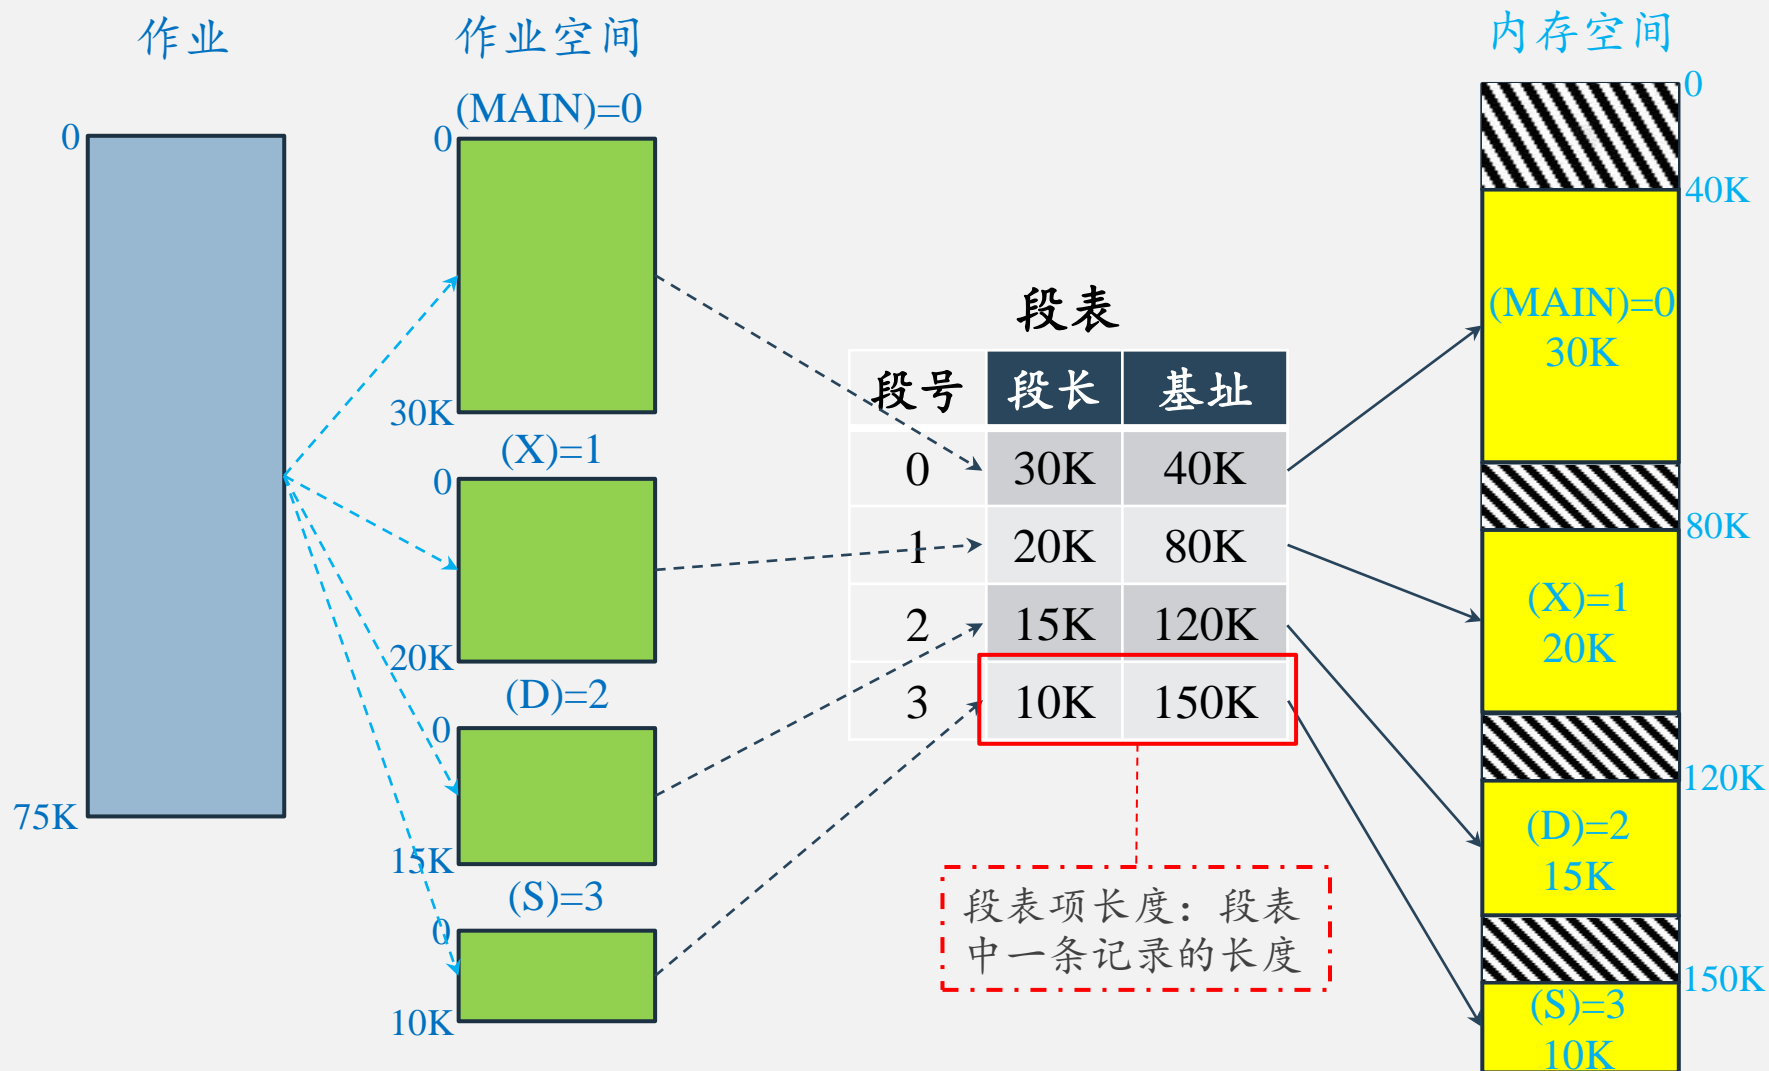 作业
0
75K
作业空间
(MAIN)=0
0
30K
(X)=1
0
20K
(D)=2
0
15K
(S)=3
0
10K
段表
段号 段长 基址
0 30K 40K
1 20K 80K
2 15K 120K
3 10K 150K
段表项长度：段表
中一条记录的长度
内存空间
0
40K
(MAIN)=0
30K
80K
(X)=1
20K
120K
(D)=2
15K
150K
(S)=3
10K